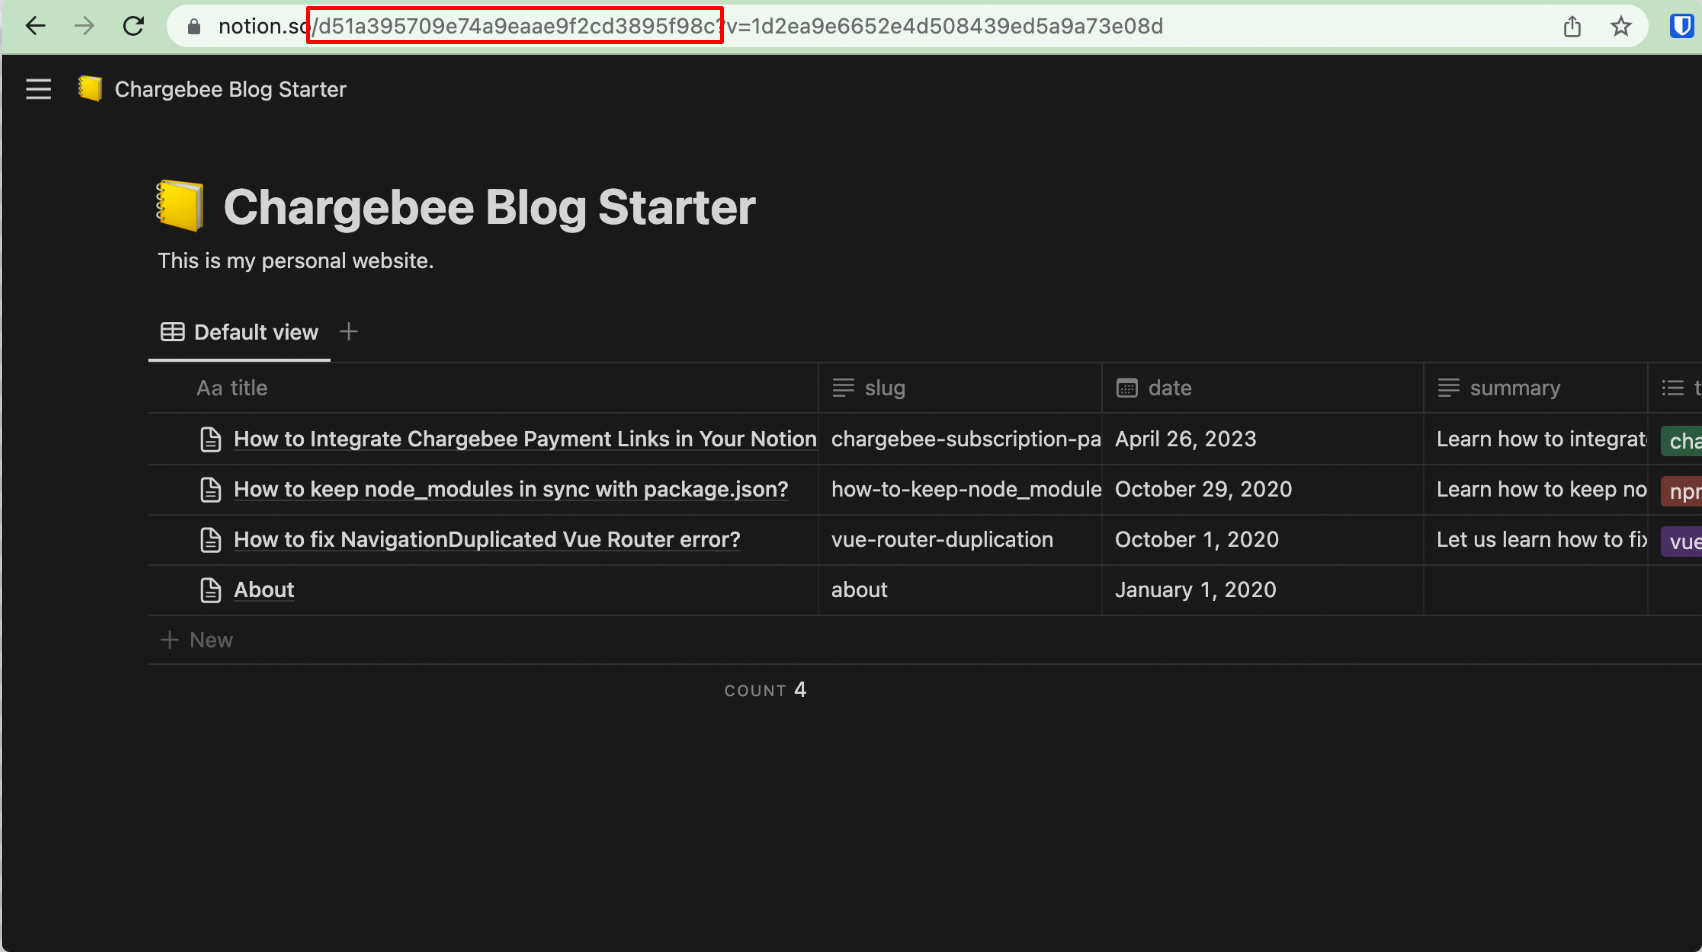 notion.so/d51a395709e74a9eaae9f2cd3895f98c?v=1d2ea9e6652e4d508439ed5a9a73e08d
Chargebee Blog Starter
Chargebee Blog Starter
This is my personal website.
Default view
Aa title slug date summary t
How to Integrate Chargebee Payment Links in Your Notion chargebee-subscription-pa April 26, 2023 Learn how to integrat cha
How to keep node_modules in sync with package.json? how-to-keep-node_module October 29, 2020 Learn how to keep no npm
How to fix NavigationDuplicated Vue Router error? vue-router-duplication October 1, 2020 Let us learn how to fix vue
About about January 1, 2020
+ New
COUNT 4